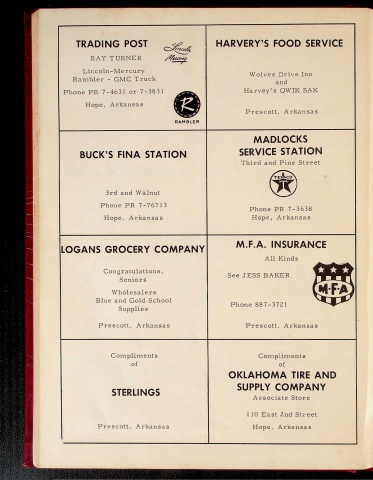 TRADING POST
RAY TURNER
Lincoln
Mercury
Lincoln-Mercury
Rambler - GMC Truck
Phone PR 7-4631 or 7-3831
Hope, Arkansas
R
RAMBLER
HARVERY'S FOOD SERVICE
Wolves Drive Inn
and
Harvey's QWIK SAK
Prescott, Arkansas
BUCK'S FINA STATION
3rd and Walnut
Phone PR 7-76713
Hope, Arkansas
MADLOCKS
SERVICE STATION
Third and Pine Street
TEXACO
T
Phone PR 7-3638
Hope, Arkansas
LOGANS GROCERY COMPANY
Congratulations,
Seniors
Wholesalers
Blue and Gold School
Supplies
Prescott, Arkansas
M.F.A. INSURANCE
All Kinds
See JESS BAKER
M·F·A
Phone 887-3721
Prescott, Arkansas
Compliments
of
STERLINGS
Prescott, Arkansas
Compliments
of
OKLAHOMA TIRE AND
SUPPLY COMPANY
Associate Store
110 East 2nd Street
Hope, Arkansas